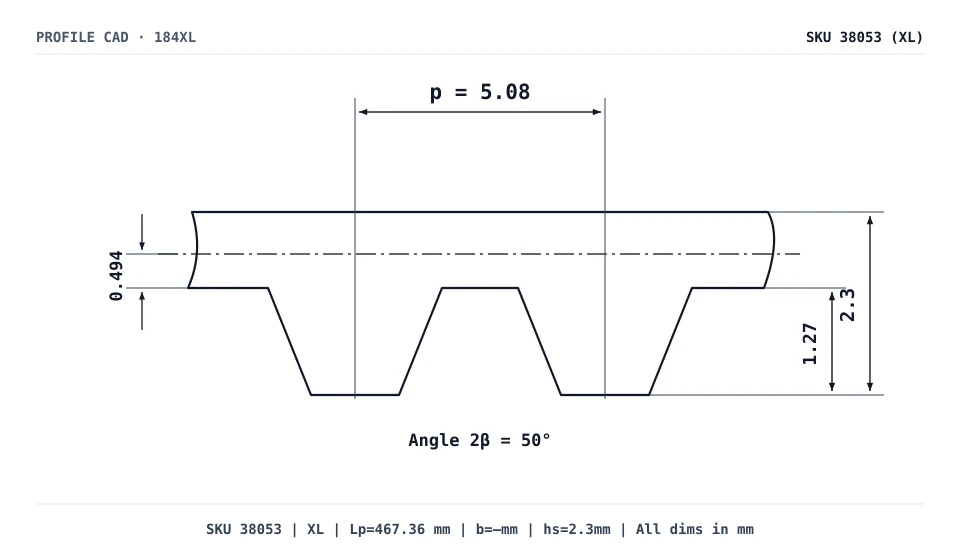 PROFILE CAD · 184XL
SKU 38053 (XL)
p = 5.08
0.494
2.3
1.27
Angle 2β = 50°
SKU 38053 | XL | Lp=467.36 mm | b=—mm | hs=2.3mm | All dims in mm